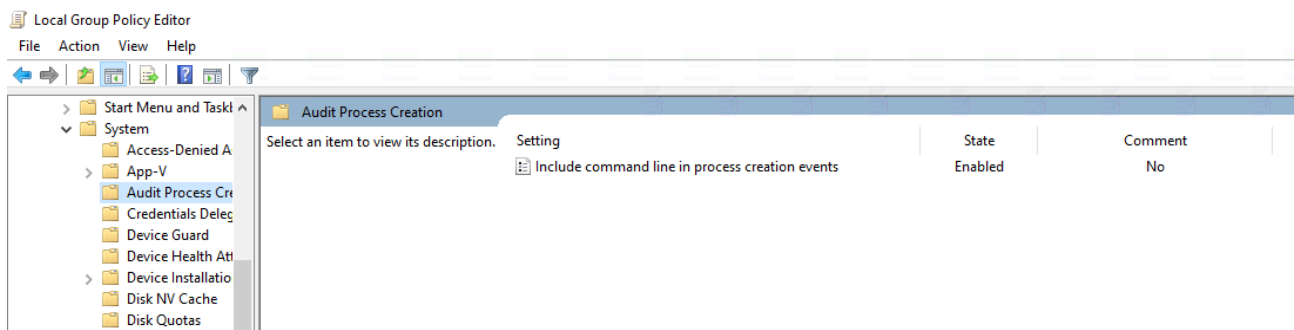 Local Group Policy Editor
File Action View Help
Start Menu and Taskl
System
Access-Denied A
App-V
Audit Process Cre
Credentials Deleg
Device Guard
Device Health Att
Device Installatio
Disk NV Cache
Disk Quotas
Audit Process Creation
Select an item to view its description.
Setting State Comment
Include command line in process creation events Enabled No